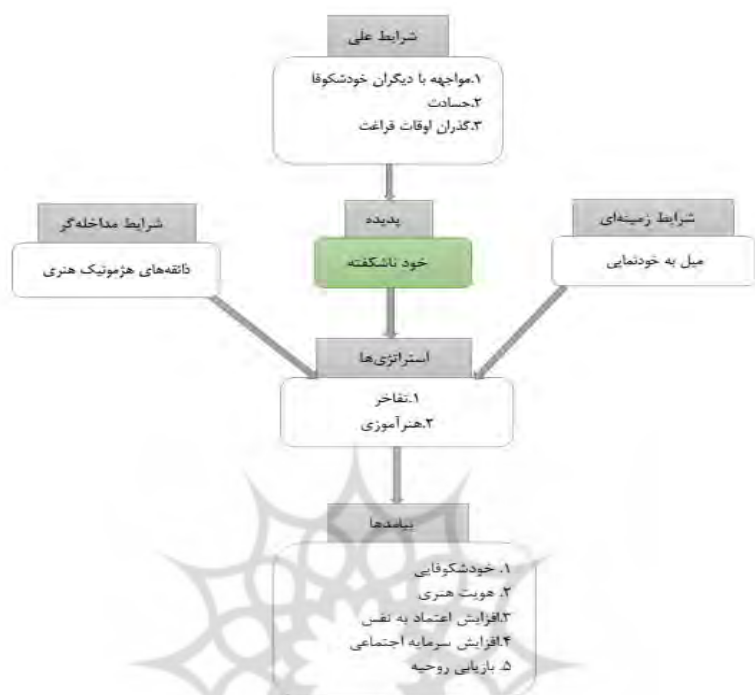 شرایط علی
۱.مواجهه با دیگران خودشکوفا
۲.حسادت
۳.گذران اوقات فراغت
شرایط زمینه‌ای
میل به خودنمایی
پدیده
خود ناشکفته
شرایط مداخله‌گر
ذائقه‌های هژمونیک هنری
استراتژی‌ها
۱.تفاخر
۲.هنرآموزی
پیامدها
۱. خودشکوفایی
۲. هویت هنری
۳.افزایش اعتماد به نفس
۴.افزایش سرمایه اجتماعی
۵. بازیابی روحیه